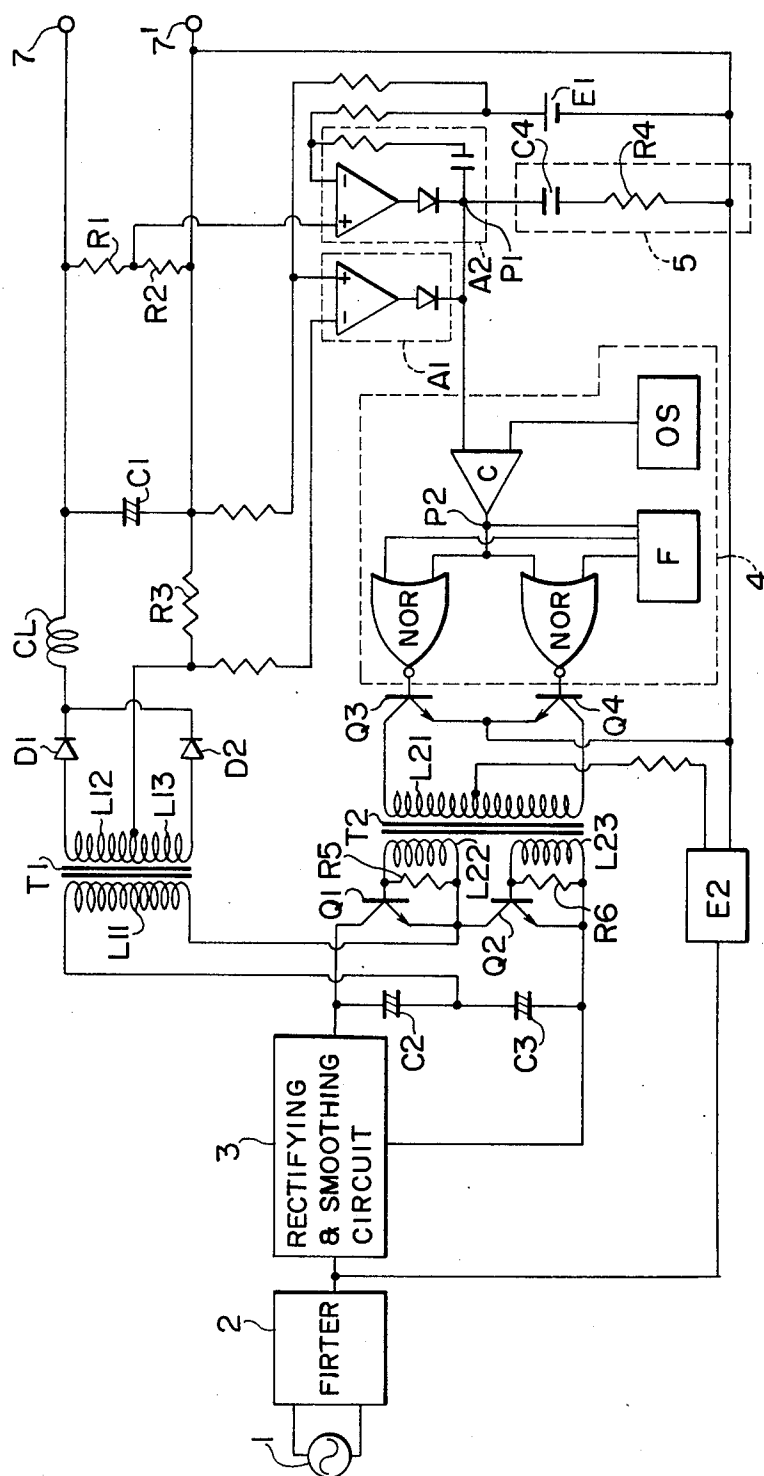 7
7'
R1
R2
C1
CL
R3
D1
D2
T1
L12
L13
L11
A1
A2
P1
E1
C4
R4
5
C
OS
P2
F
4
NOR
NOR
Q3
Q4
L21
T2
L22
L23
R5
R6
Q1
Q2
E2
C2
C3
3
RECTIFYING
& SMOOTHING
CIRCUIT
2
FIRTER
1
+
-
-
+